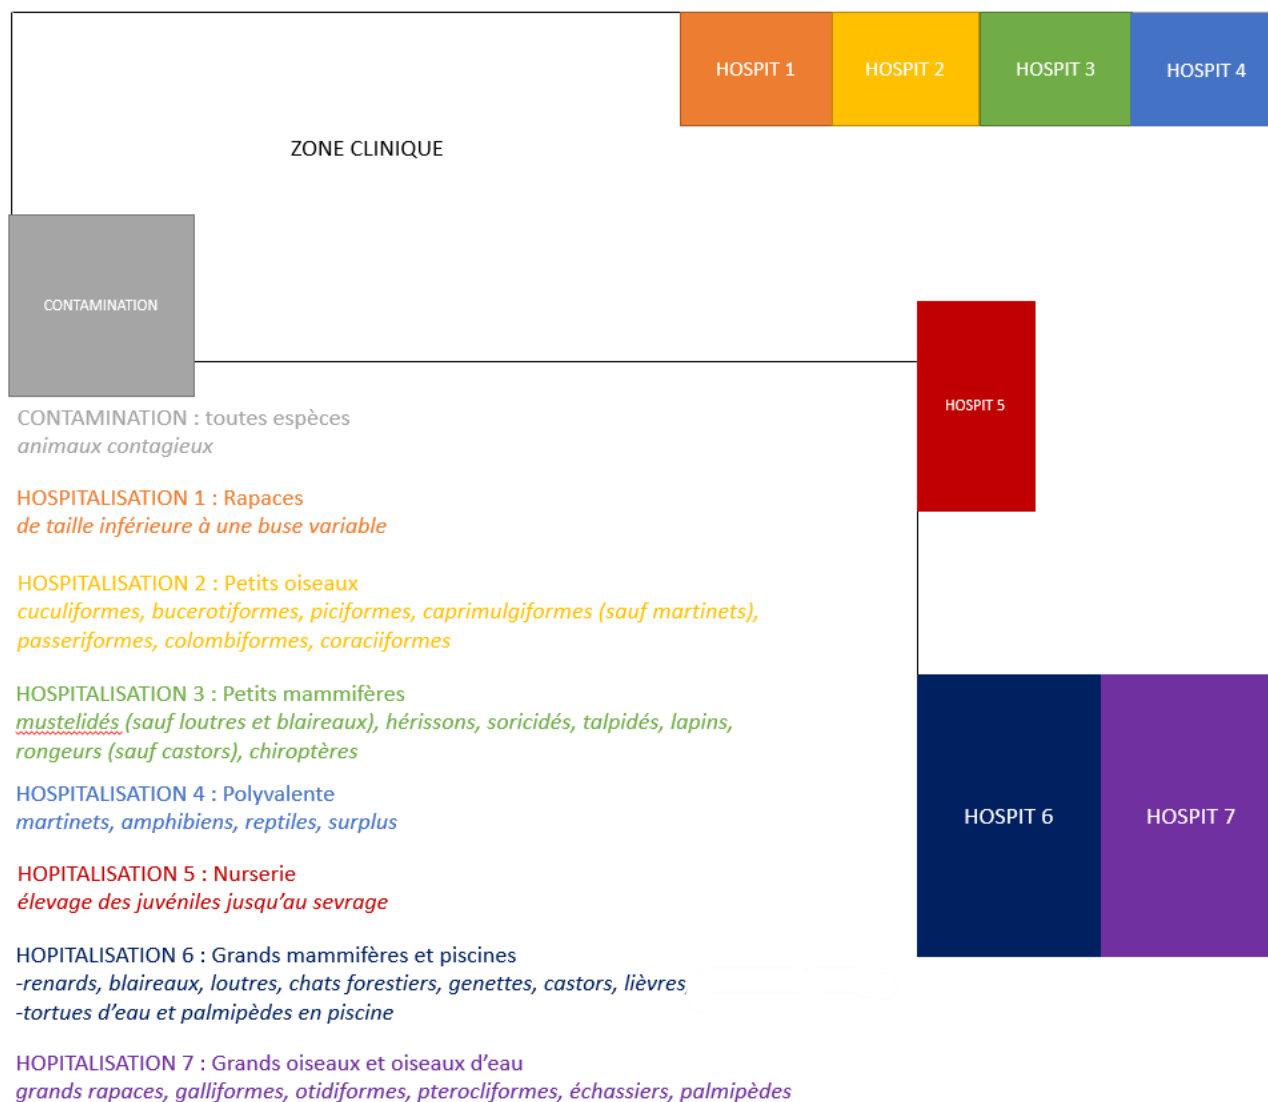 HOSPIT 1
HOSPIT 2
HOSPIT 3
HOSPIT 4
ZONE CLINIQUE
CONTAMINATION
HOSPIT 5
CONTAMINATION : toutes espèces
animaux contagieux
HOSPITALISATION 1 : Rapaces
de taille inférieure à une buse variable
HOSPITALISATION 2 : Petits oiseaux
cuculiformes, bucerotiformes, piciformes, caprimulgiformes (sauf martinets),
passeriformes, colombiformes, coraciiformes
HOSPITALISATION 3 : Petits mammifères
mustelidés (sauf loutres et blaireaux), hérissons, soricidés, talpidés, lapins,
rongeurs (sauf castors), chiroptères
HOSPITALISATION 4 : Polyvalente
martinets, amphibiens, reptiles, surplus
HOPITALISATION 5 : Nurserie
élevage des juvéniles jusqu'au sevrage
HOSPIT 6
HOSPIT 7
HOPITALISATION 6 : Grands mammifères et piscines
-renards, blaireaux, loutres, chats forestiers, genettes, castors, lièvres,
-tortues d'eau et palmipèdes en piscine
HOPITALISATION 7 : Grands oiseaux et oiseaux d'eau
grands rapaces, galliformes, otidiformes, pterocliformes, échassiers, palmipèdes